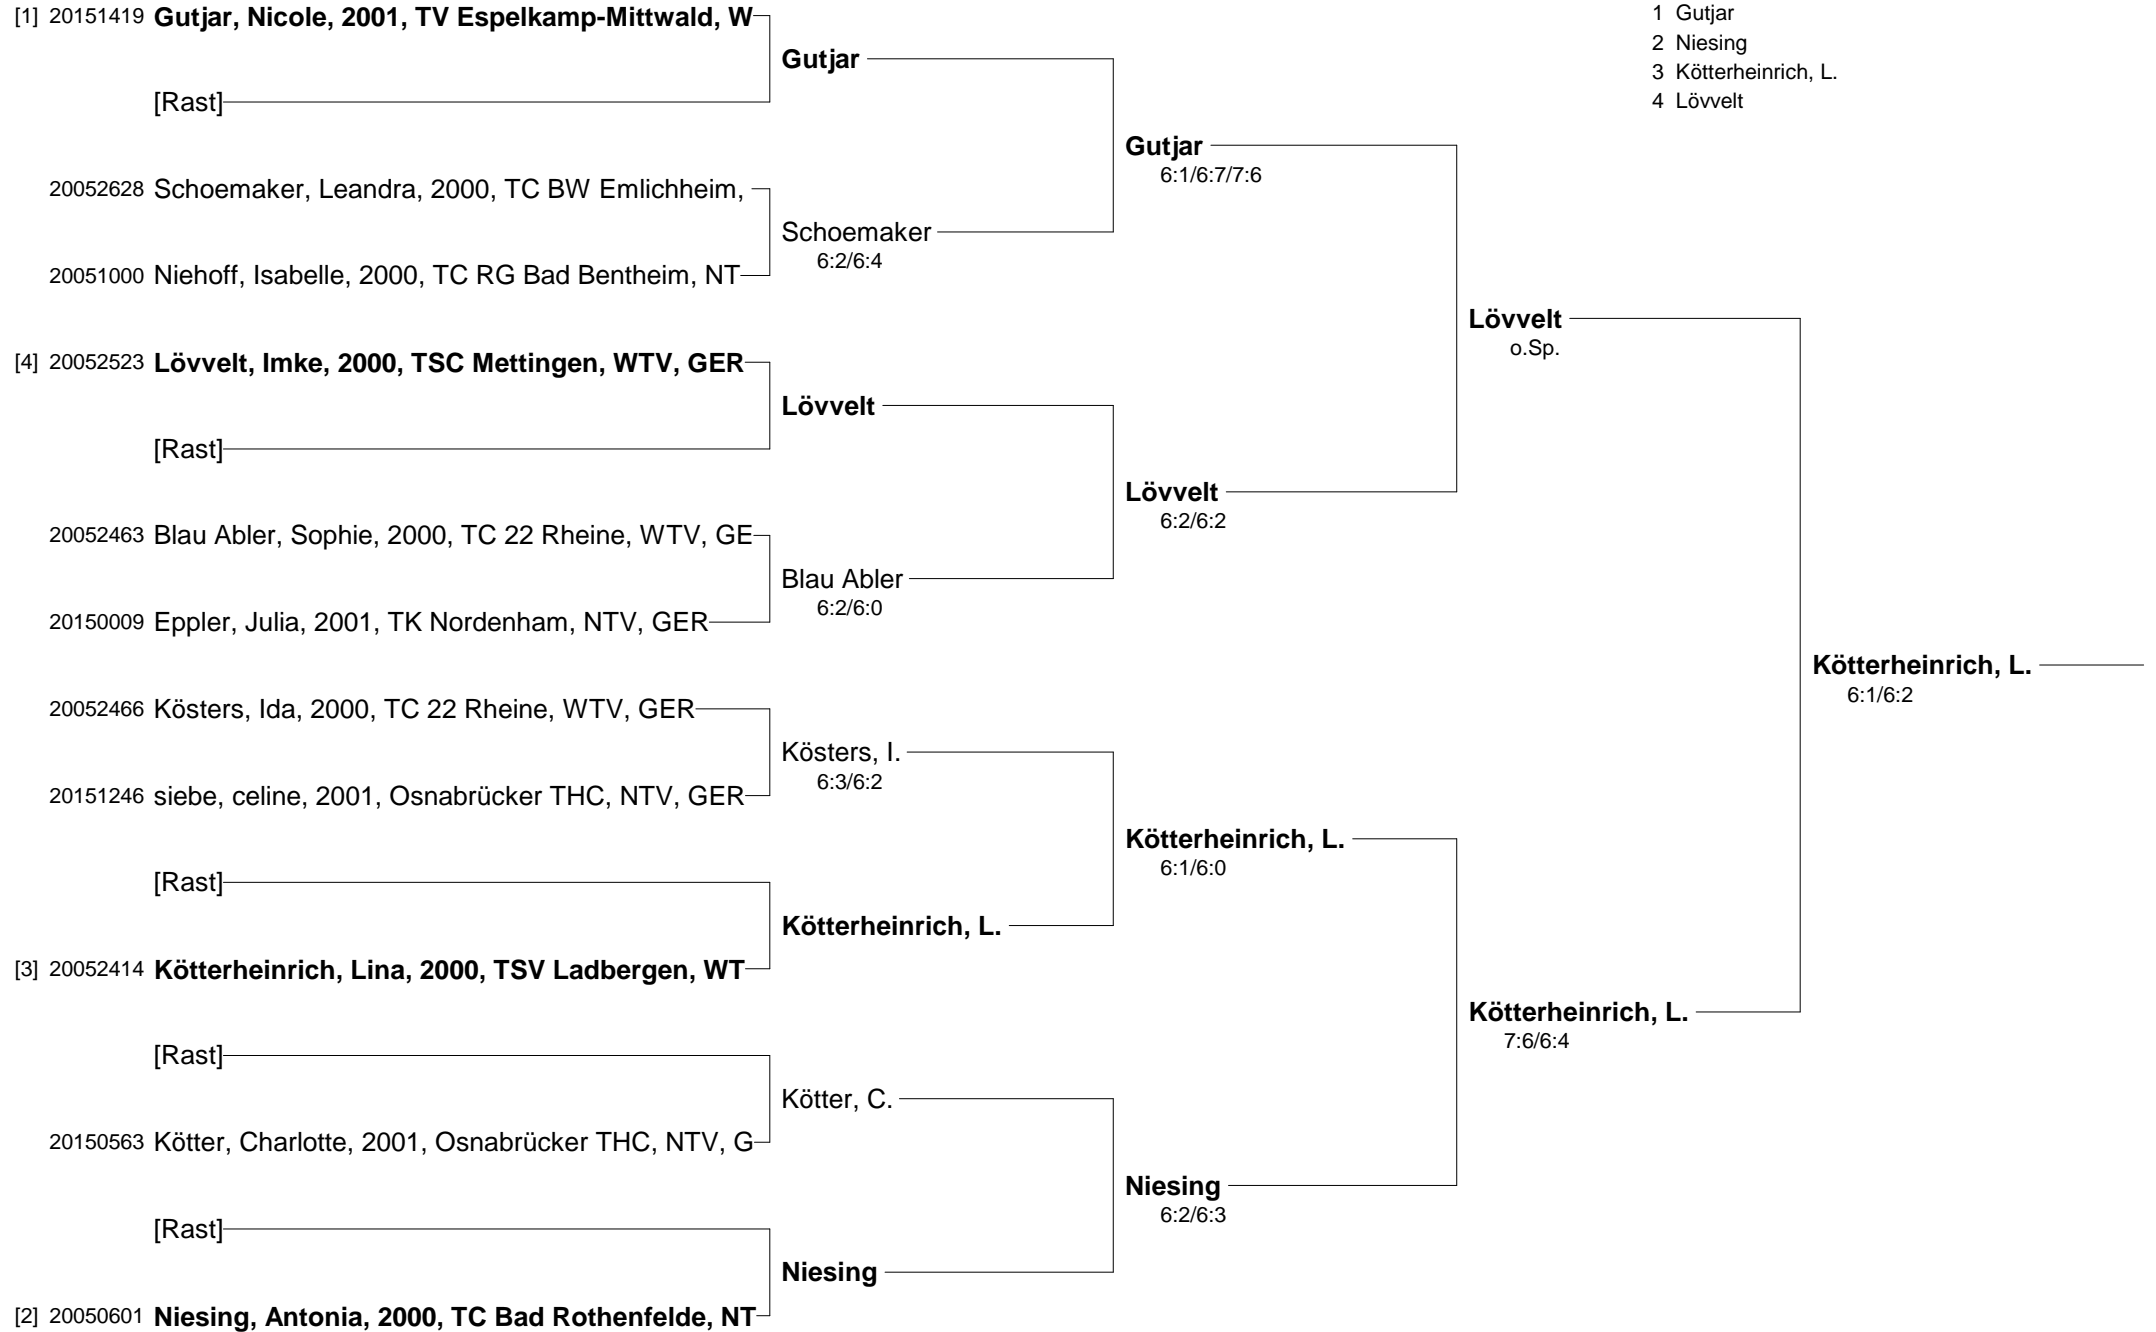 [1] 20151419 Gutjar, Nicole, 2001, TV Espelkamp-Mittwald, W
[Rast]
20052628 Schoemaker, Leandra, 2000, TC BW Emlichheim,
20051000 Niehoff, Isabelle, 2000, TC RG Bad Bentheim, NT
[4] 20052523 Lövvelt, Imke, 2000, TSC Mettingen, WTV, GER
[Rast]
20052463 Blau Abler, Sophie, 2000, TC 22 Rheine, WTV, GE
20150009 Eppler, Julia, 2001, TK Nordenham, NTV, GER
20052466 Kösters, Ida, 2000, TC 22 Rheine, WTV, GER
20151246 siebe, celine, 2001, Osnabrücker THC, NTV, GER
[Rast]
[3] 20052414 Kötterheinrich, Lina, 2000, TSV Ladbergen, WT
[Rast]
20150563 Kötter, Charlotte, 2001, Osnabrücker THC, NTV, G
[Rast]
[2] 20050601 Niesing, Antonia, 2000, TC Bad Rothenfelde, NT
Gutjar
Schoemaker
6:2/6:4
Lövvelt
Blau Abler
6:2/6:0
Kösters, I.
6:3/6:2
Kötterheinrich, L.
Kötter, C.
Niesing
Gutjar
6:1/6:7/7:6
Lövvelt
6:2/6:2
Kötterheinrich, L.
6:1/6:0
Niesing
6:2/6:3
Lövvelt
o.Sp.
Kötterheinrich, L.
7:6/6:4
Kötterheinrich, L.
6:1/6:2
1 Gutjar
2 Niesing
3 Kötterheinrich, L.
4 Lövvelt